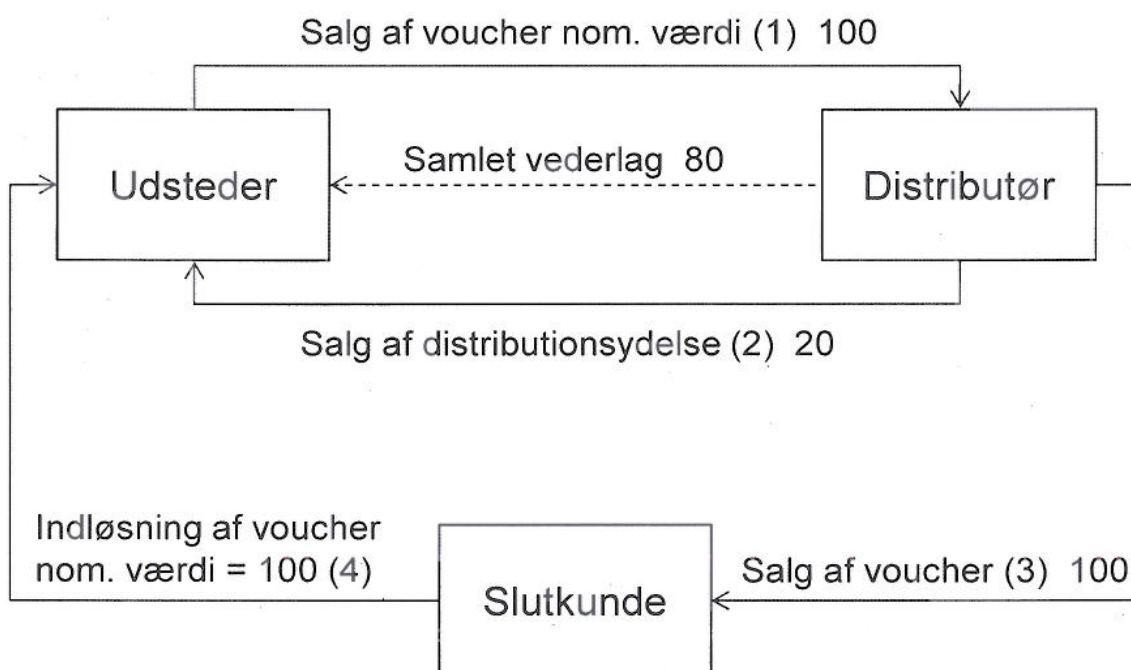 Salg af voucher nom. værdi (1) 100
Udsteder
Samlet vederlag 80
Distributør
Salg af distributionsydelse (2) 20
Indløsning af voucher
nom. værdi = 100 (4)
Slutkunde
Salg af voucher (3) 100